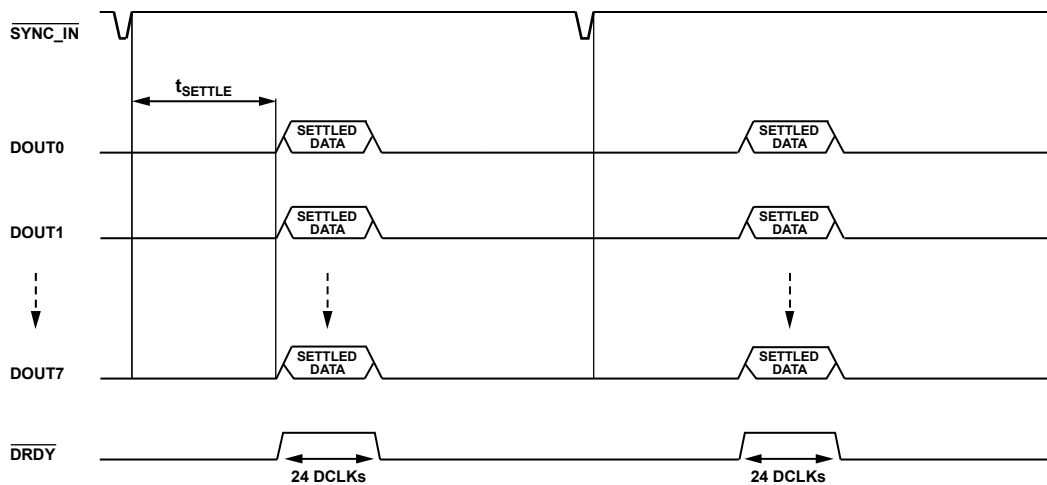 SYNC_IN
tSETTLE
DOUT0
SETTLED
DATA
SETTLED
DATA
DOUT1
SETTLED
DATA
SETTLED
DATA
DOUT7
SETTLED
DATA
SETTLED
DATA
DRDY
24 DCLKs
24 DCLKs